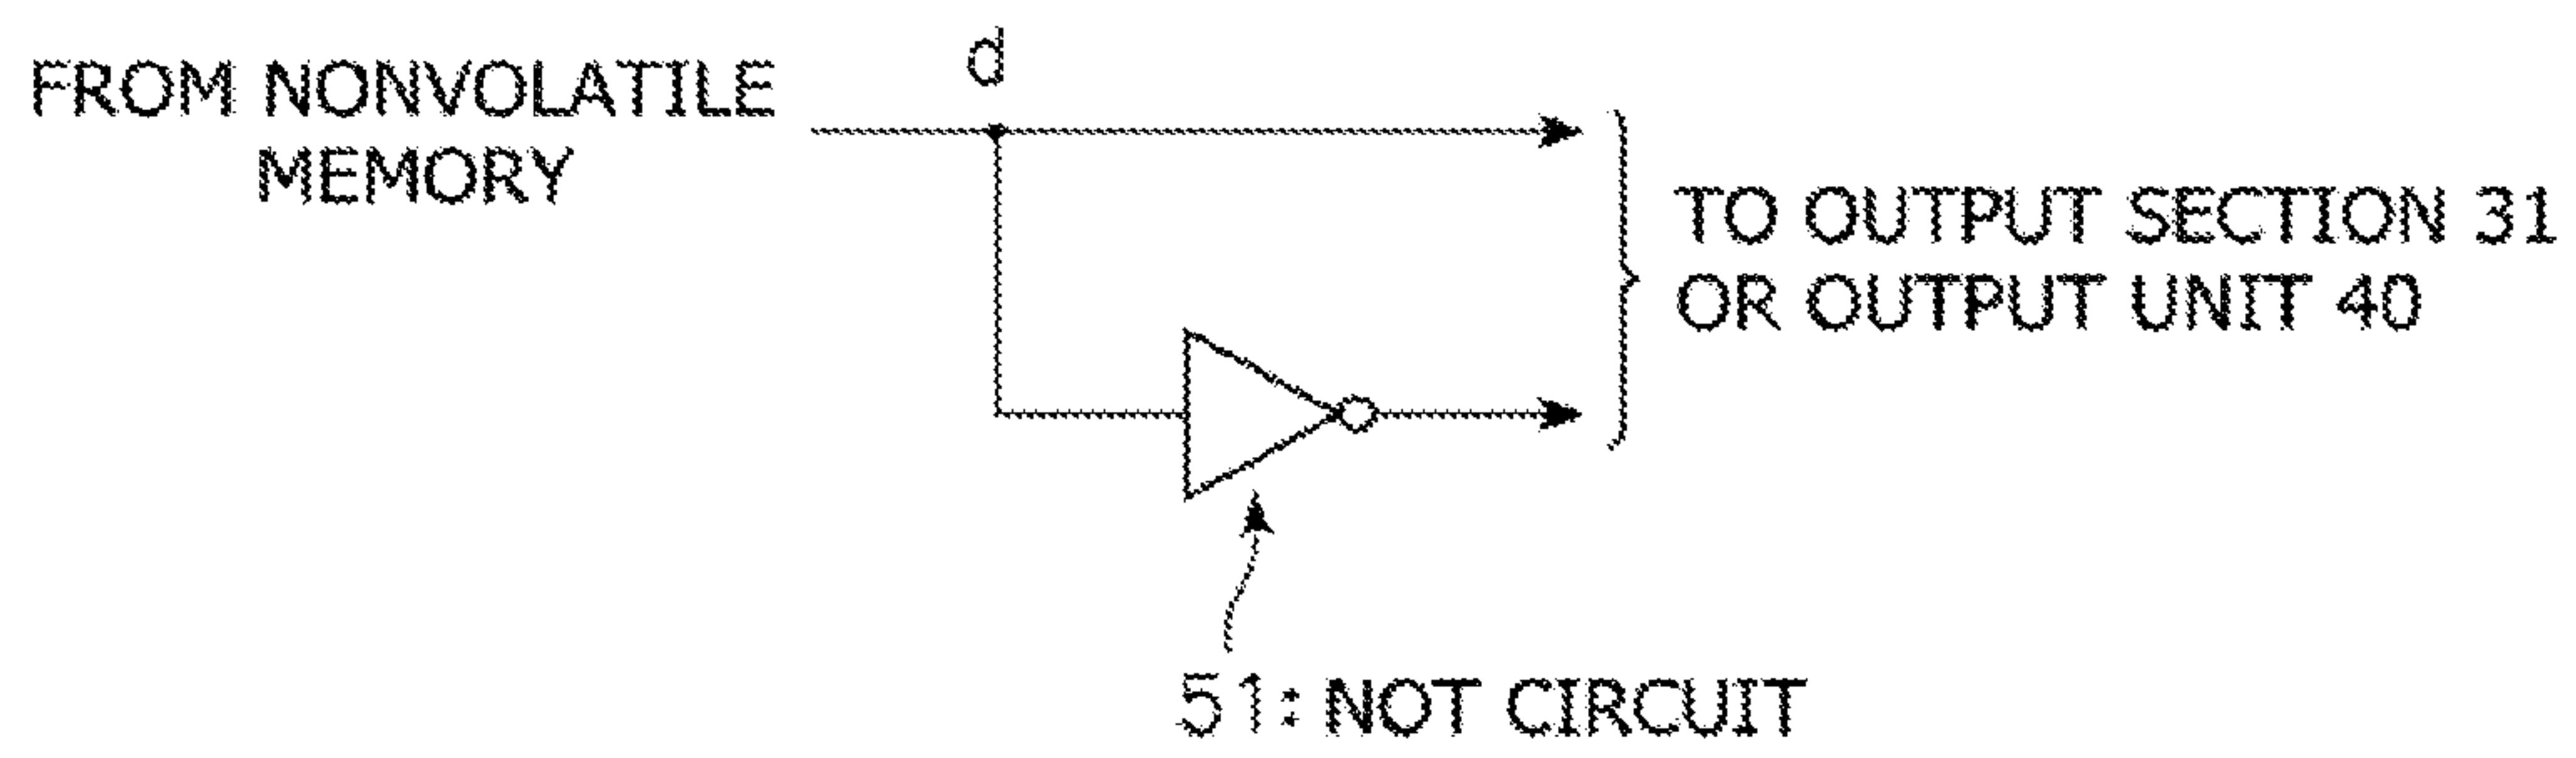 FROM NONVOLATILE
MEMORY
d
TO OUTPUT SECTION 31
OR OUTPUT UNIT 40
51: NOT CIRCUIT